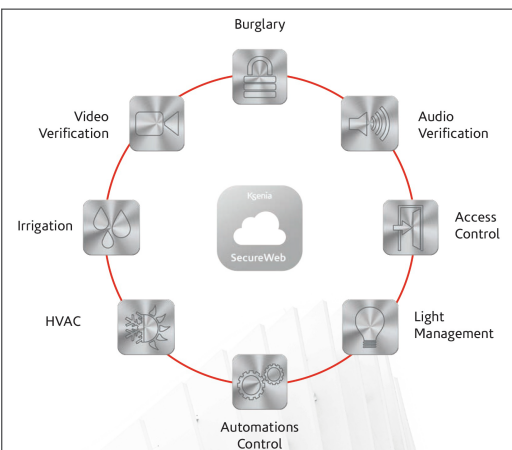 Burglary
Video
Verification
Audio
Verification
Irrigation
Ksenia
SecureWeb
Access
Control
HVAC
Light
Management
Automations
Control